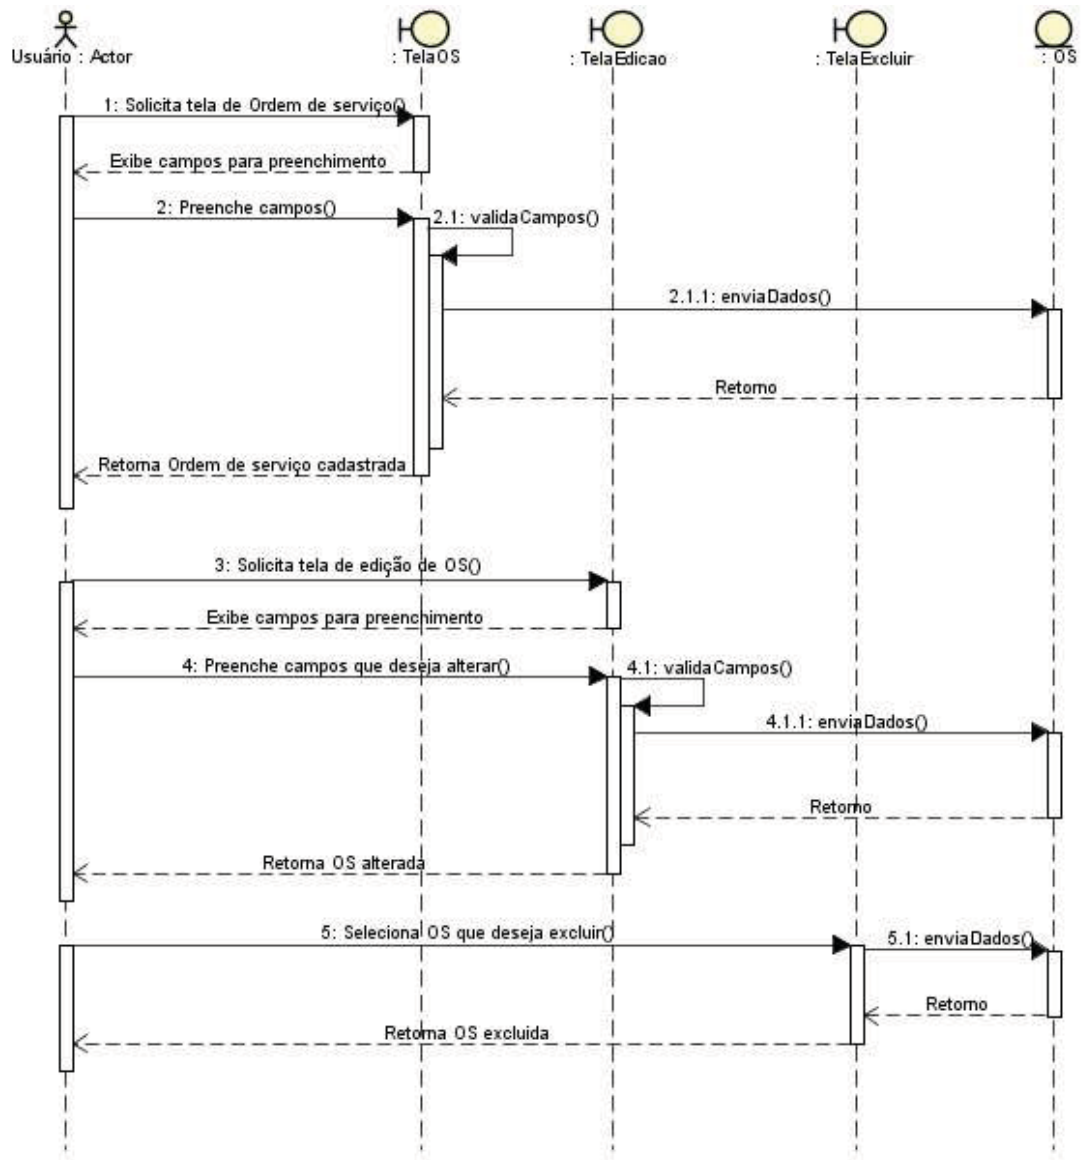 Usuário : Actor
: TelaOS
: TelaEdicao
: TelaExcluir
: OS
1: Solicita tela de Ordem de serviço()
Exibe campos para preenchimento
2: Preenche campos()
2.1: validaCampos()
2.1.1: enviaDados()
Retorno
Retorna Ordem de serviço cadastrada
3: Solicita tela de edição de OS()
Exibe campos para preenchimento
4: Preenche campos que deseja alterar()
4.1: validaCampos()
4.1.1: enviaDados()
Retorno
Retorna OS alterada
5: Seleciona OS que deseja excluir()
5.1: enviaDados()
Retorno
Retorna OS excluida